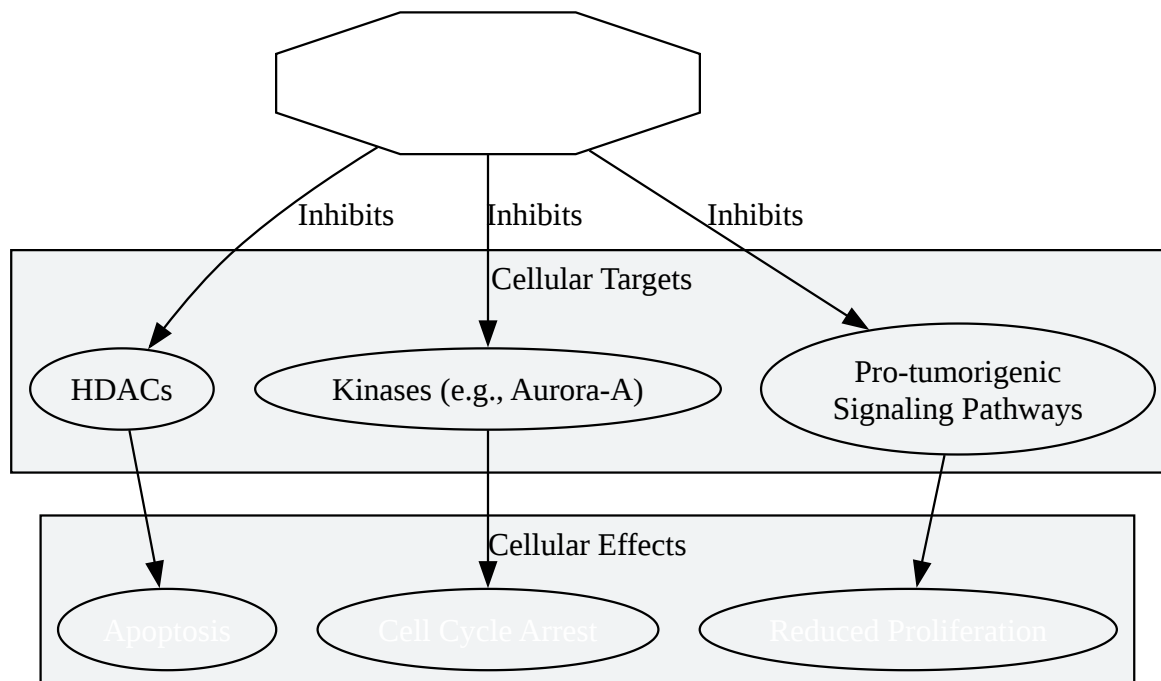 Inhibits
Inhibits
Inhibits
Cellular Targets
HDACs
Kinases (e.g., Aurora-A)
Pro-tumorigenic
Signaling Pathways
Cellular Effects
Apoptosis
Cell Cycle Arrest
Reduced Proliferation